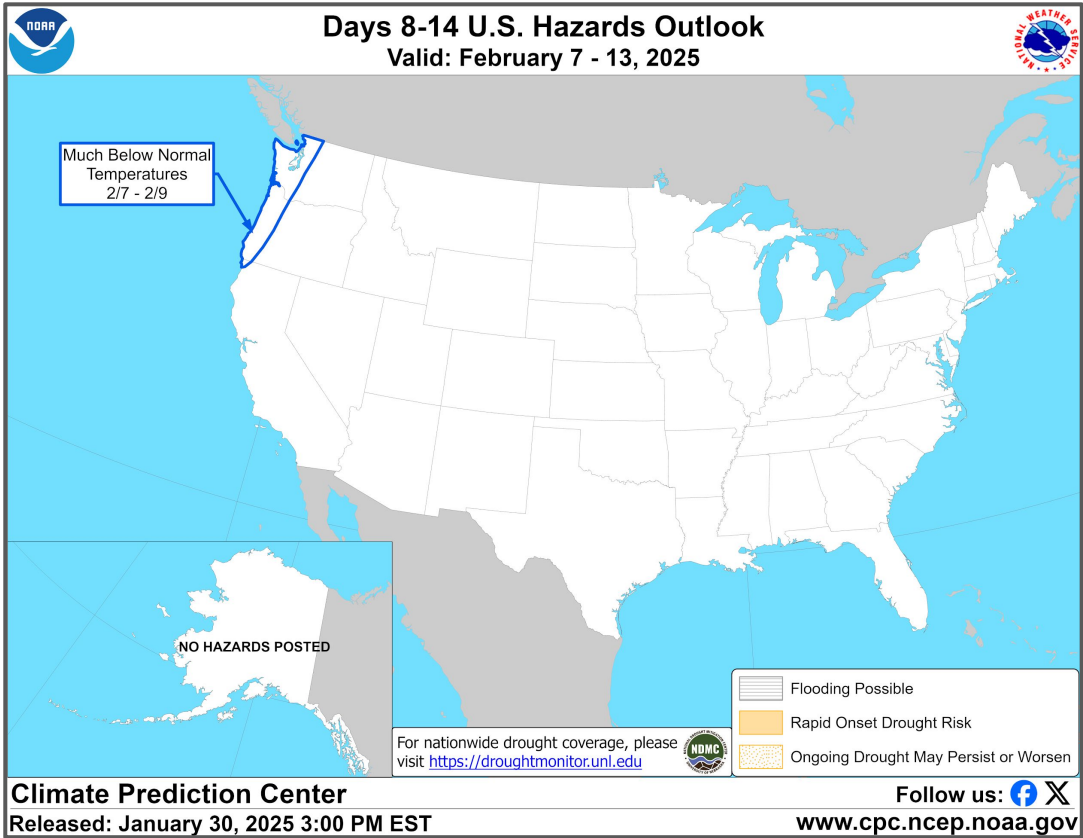 NOAA
Days 8-14 U.S. Hazards Outlook
Valid: February 7 - 13, 2025
NATIONAL WEATHER SERVICE
Much Below Normal
Temperatures
2/7 - 2/9
NO HAZARDS POSTED
Flooding Possible
Rapid Onset Drought Risk
Ongoing Drought May Persist or Worsen
For nationwide drought coverage, please
visit https://droughtmonitor.unl.edu
NDMC
Climate Prediction Center
Released: January 30, 2025 3:00 PM EST
Follow us:
www.cpc.ncep.noaa.gov